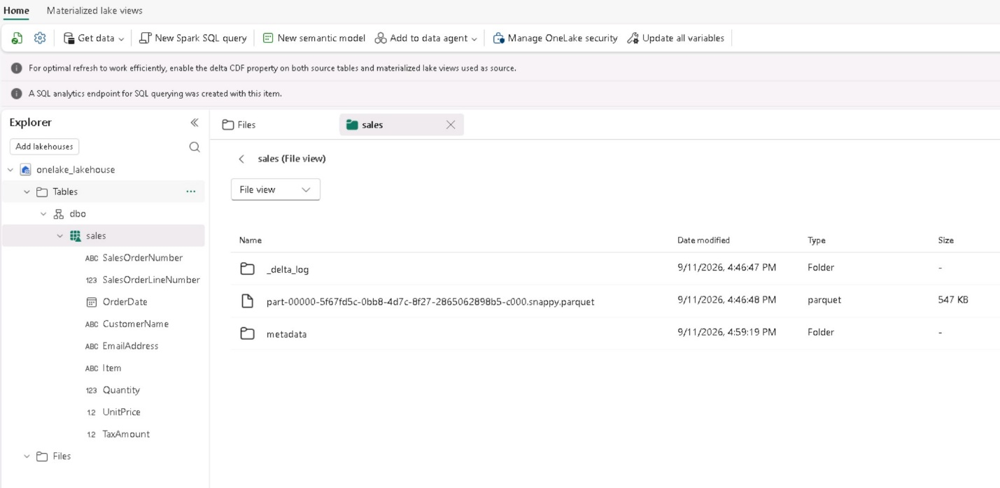 Home Materialized lake views
Get data New Spark SQL query New semantic model Add to data agent Manage OneLake security Update all variables
For optimal refresh to work efficiently, enable the delta CDF property on both source tables and materialized lake views used as source.
A SQL analytics endpoint for SQL querying was created with this item.
Explorer
Add lakehouses
onelake_lakehouse
Tables
dbo
sales
ABC SalesOrderNumber
123 SalesOrderLineNumber
OrderDate
ABC CustomerName
ABC EmailAddress
ABC Item
123 Quantity
1.2 UnitPrice
1.2 TaxAmount
Files
Files sales
sales (File view)
File view
Name Date modified Type Size
_delta_log 9/11/2026, 4:46:47 PM Folder -
part-00000-5f67fd5c-0bb8-4d7c-8f27-2865062898b5-c000.snappy.parquet 9/11/2026, 4:46:48 PM parquet 547 KB
metadata 9/11/2026, 4:59:19 PM Folder -